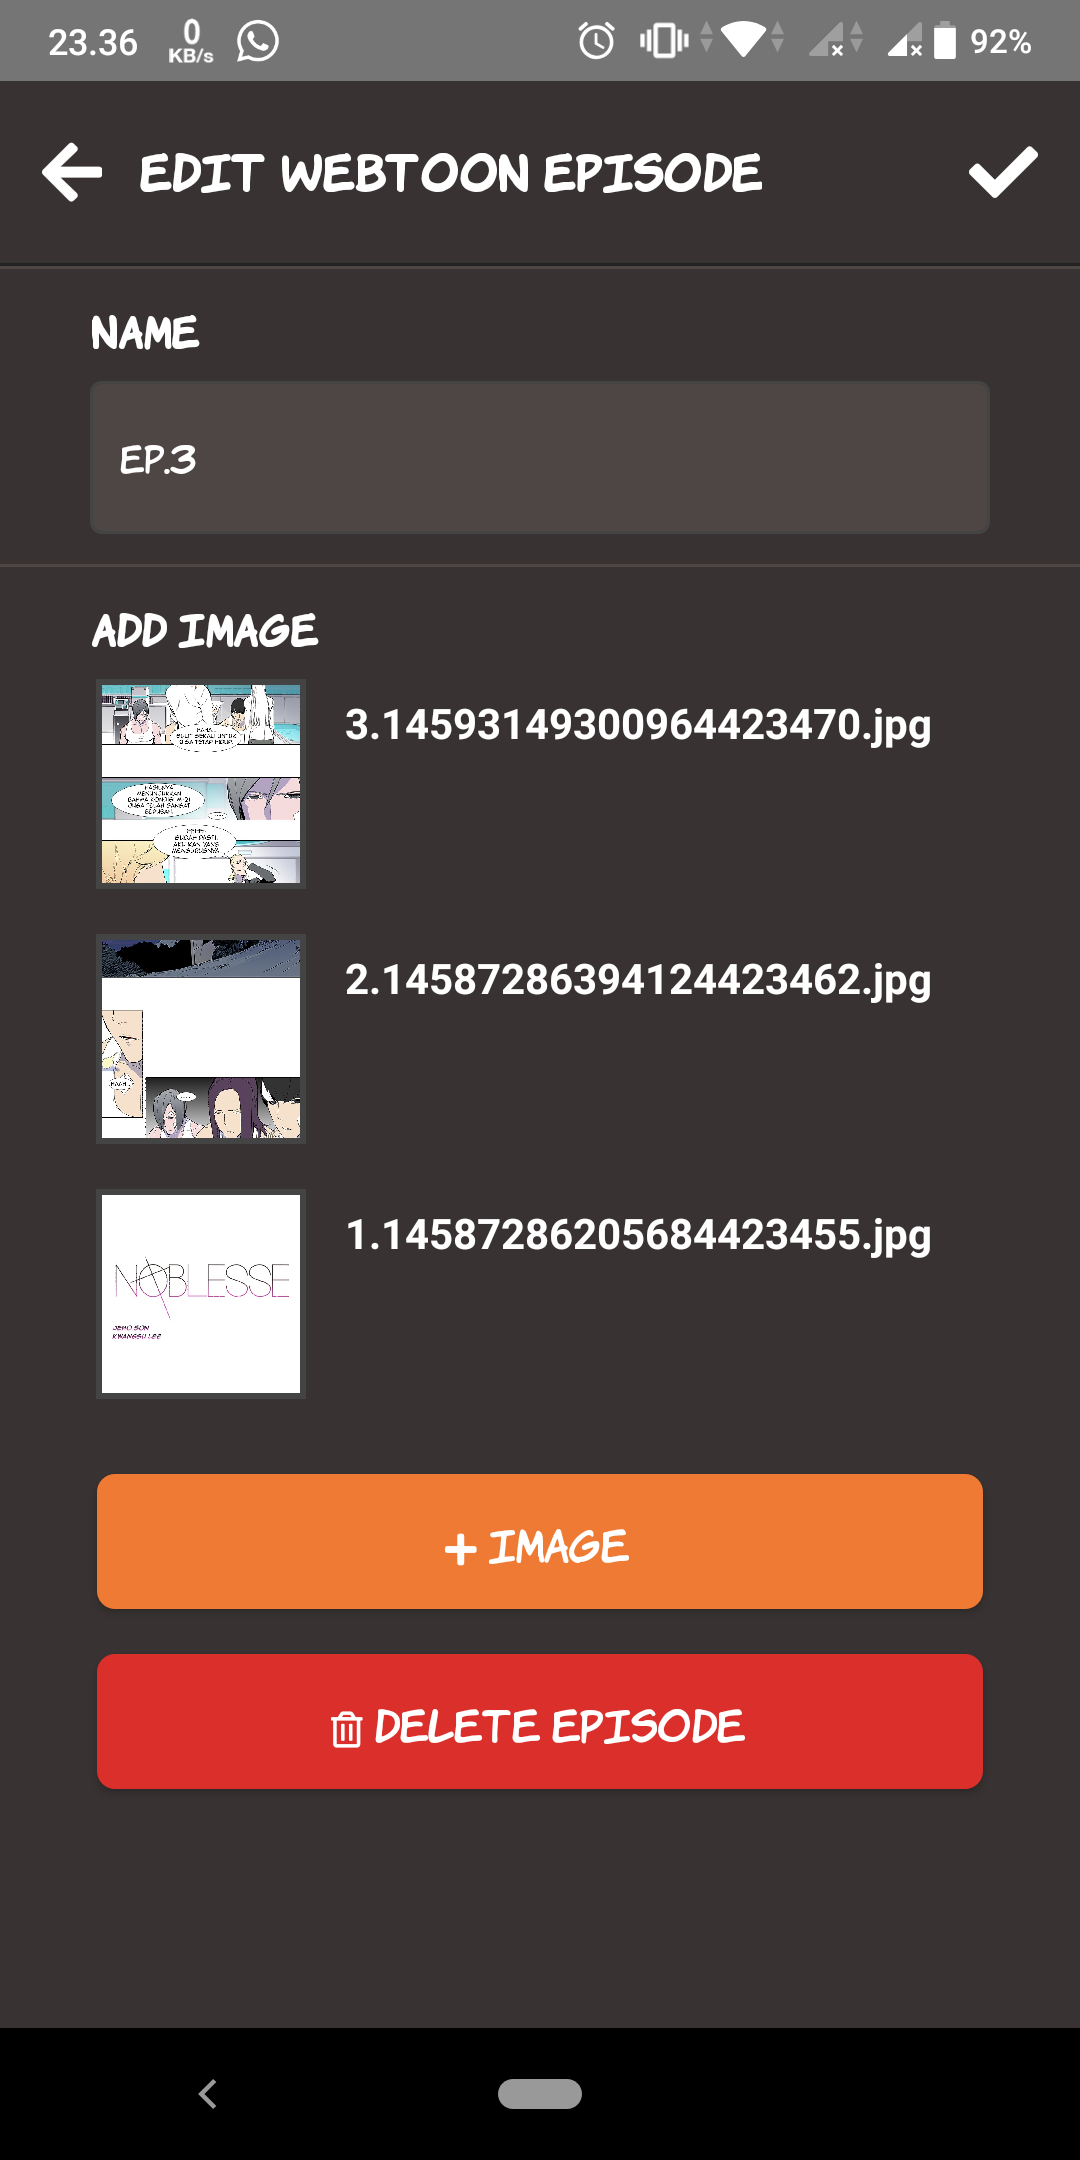 23.36
0
KB/s
92%
EDIT WEBTOON EPISODE
NAME
EP.3
ADD IMAGE
3.14593149300964423470.jpg
2.14587286394124423462.jpg
1.14587286205684423455.jpg
NOBLESSE
JEHO SON
KWANGSU LEE
+ IMAGE
DELETE EPISODE